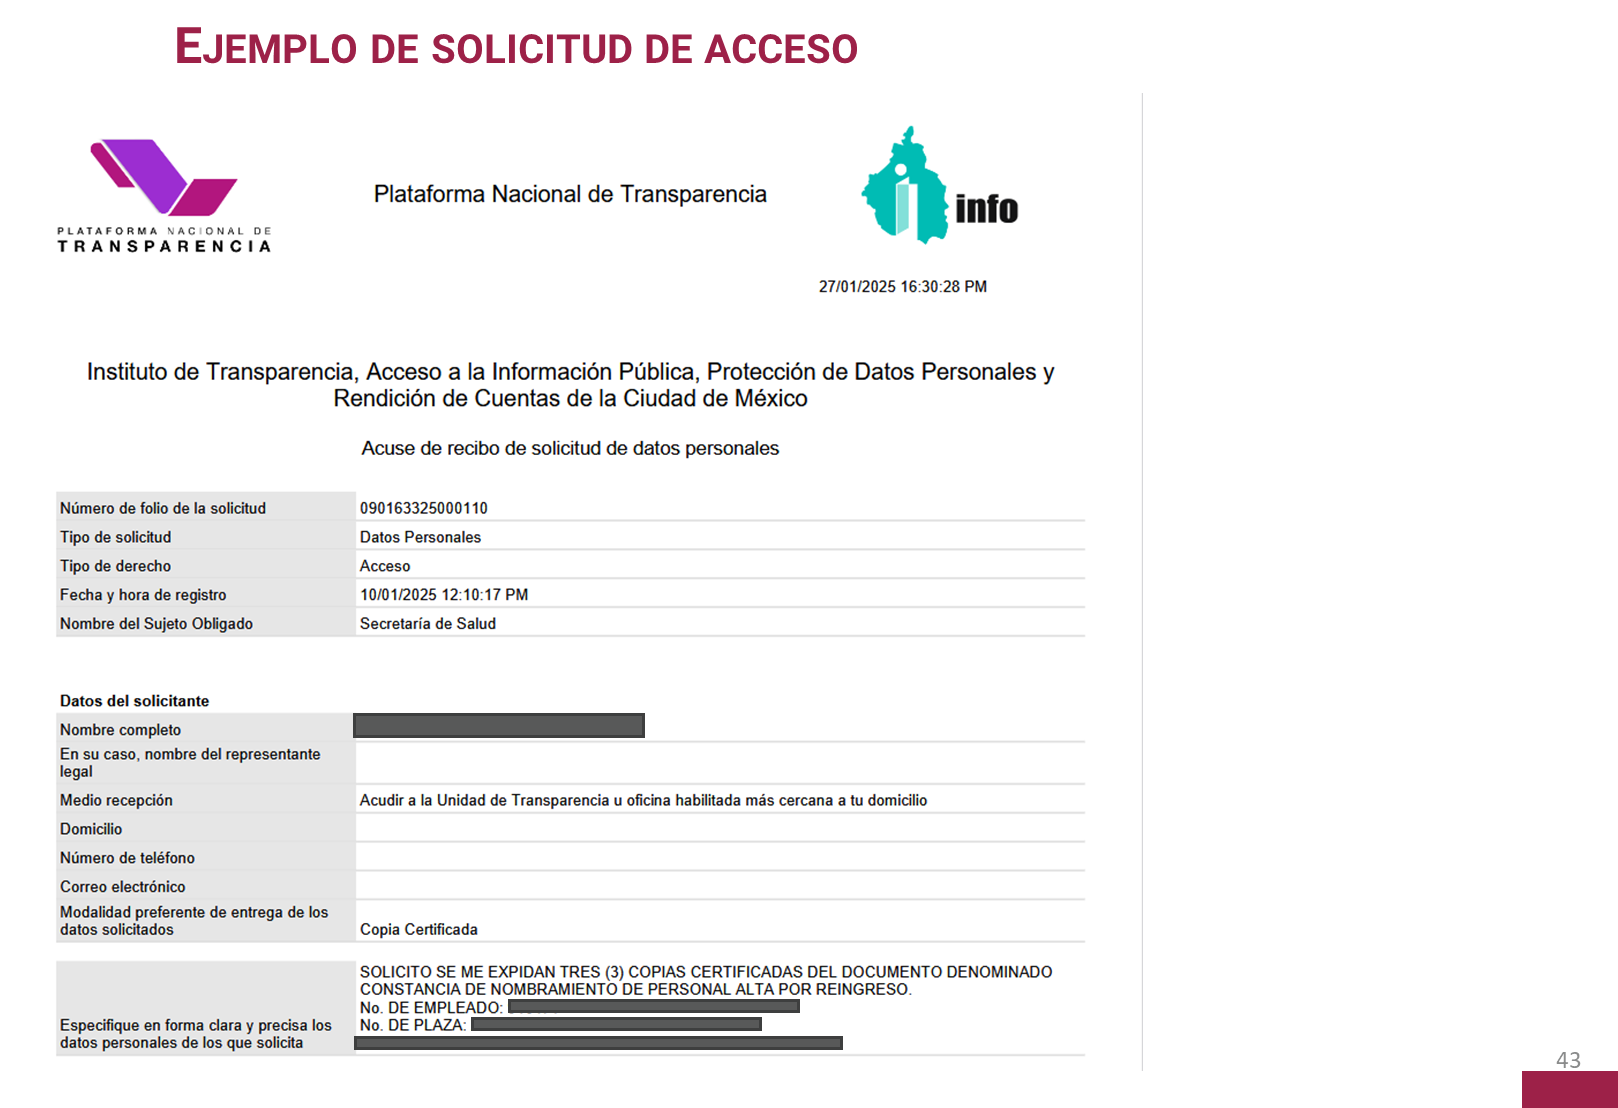 EJEMPLO DE SOLICITUD DE ACCESO
PLATAFORMA NACIONAL DE
TRANSPARENCIA
Plataforma Nacional de Transparencia
info
27/01/2025 16:30:28 PM
Instituto de Transparencia, Acceso a la Información Pública, Protección de Datos Personales y
Rendición de Cuentas de la Ciudad de México
Acuse de recibo de solicitud de datos personales
Número de folio de la solicitud 090163325000110
Tipo de solicitud Datos Personales
Tipo de derecho Acceso
Fecha y hora de registro 10/01/2025 12:10:17 PM
Nombre del Sujeto Obligado Secretaría de Salud
Datos del solicitante
Nombre completo
En su caso, nombre del representante
legal
Medio recepción Acudir a la Unidad de Transparencia u oficina habilitada más cercana a tu domicilio
Domicilio
Número de teléfono
Correo electrónico
Modalidad preferente de entrega de los
datos solicitados Copia Certificada
SOLICITO SE ME EXPIDAN TRES (3) COPIAS CERTIFICADAS DEL DOCUMENTO DENOMINADO
CONSTANCIA DE NOMBRAMIENTO DE PERSONAL ALTA POR REINGRESO.
No. DE EMPLEADO:
No. DE PLAZA:
Especifique en forma clara y precisa los
datos personales de los que solicita
43